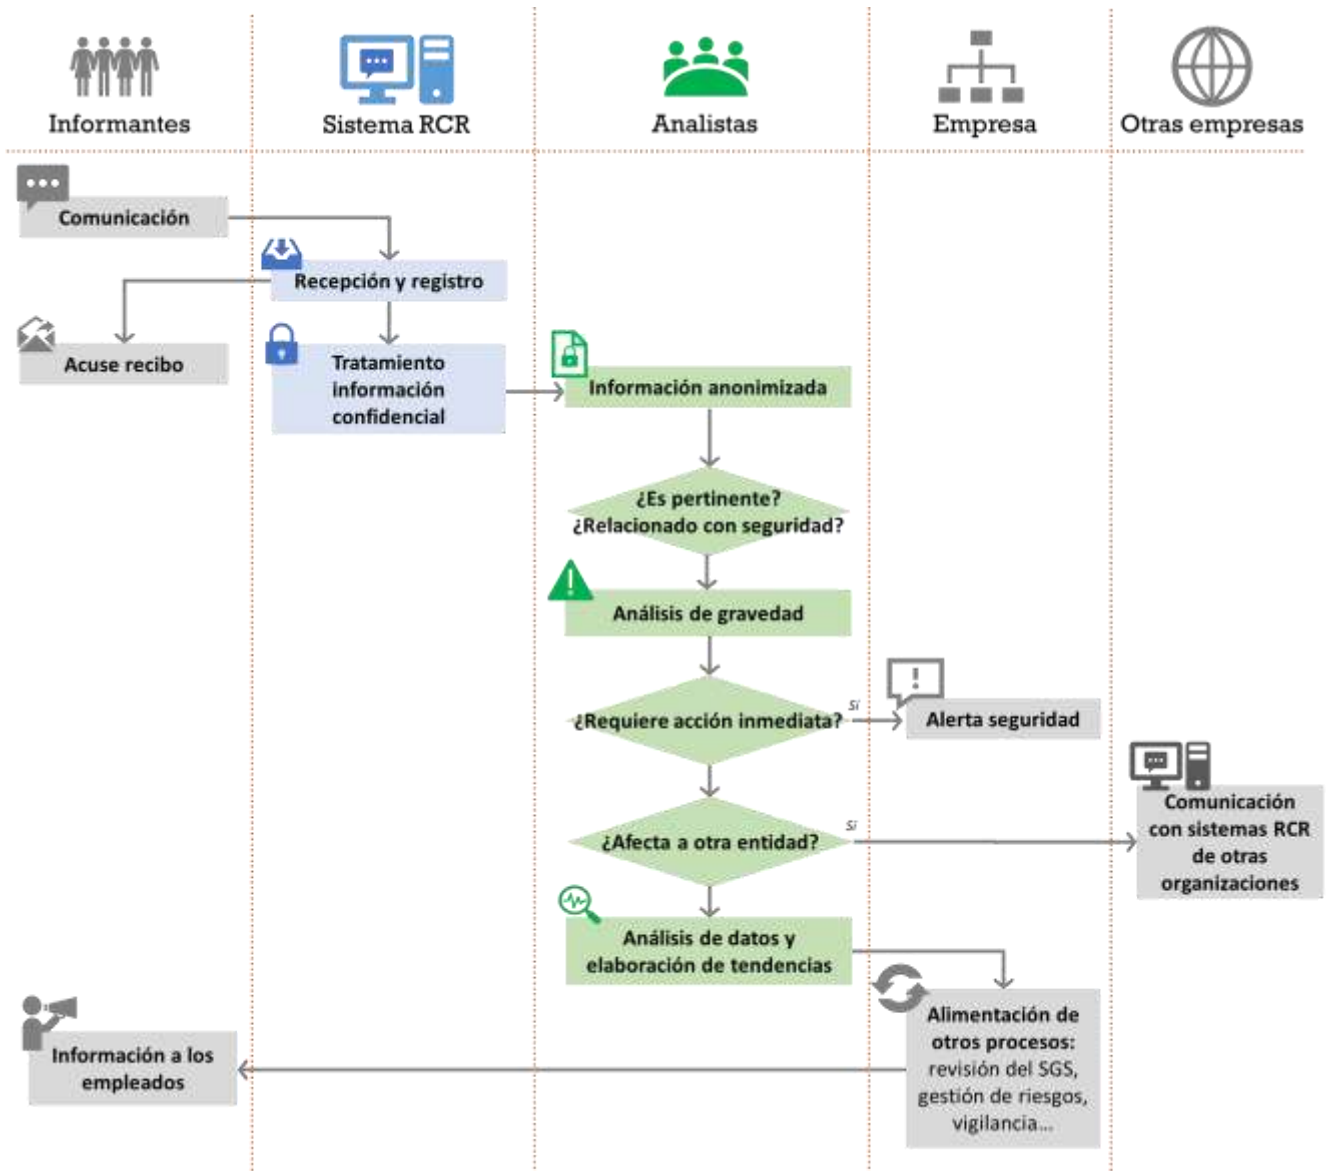 Informantes
Sistema RCR
Analistas
Empresa
Otras empresas
Comunicación
Recepción y registro
Acuse recibo
Tratamiento
información
confidencial
Información anonimizada
¿Es pertinente?
¿Relacionado con seguridad?
Análisis de gravedad
¿Requiere acción inmediata?
Sí
Alerta seguridad
¿Afecta a otra entidad?
Sí
Comunicación
con sistemas RCR
de otras
organizaciones
Análisis de datos y
elaboración de tendencias
Alimentación de
otros procesos:
revisión del SGS,
gestión de riesgos,
vigilancia...
Información a los
empleados